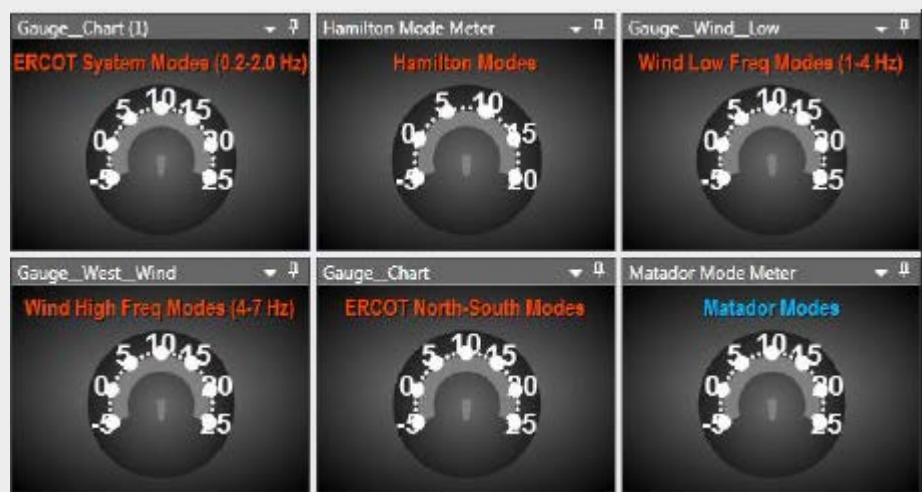 Gauge_Chart (1)
ERCOT System Modes (0.2-2.0 Hz)
-5 0 5 10 15 20 25
Hamilton Mode Meter
Hamilton Modes
-5 0 5 10 15 20
Gauge_Wind_Low
Wind Low Freq Modes (1-4 Hz)
-5 0 5 10 15 20 25
Gauge_West_Wind
Wind High Freq Modes (4-7 Hz)
-5 0 5 10 15 20 25
Gauge_Chart
ERCOT North-South Modes
-5 0 5 10 15 20 25
Matador Mode Meter
Matador Modes
-5 0 5 10 15 20 25